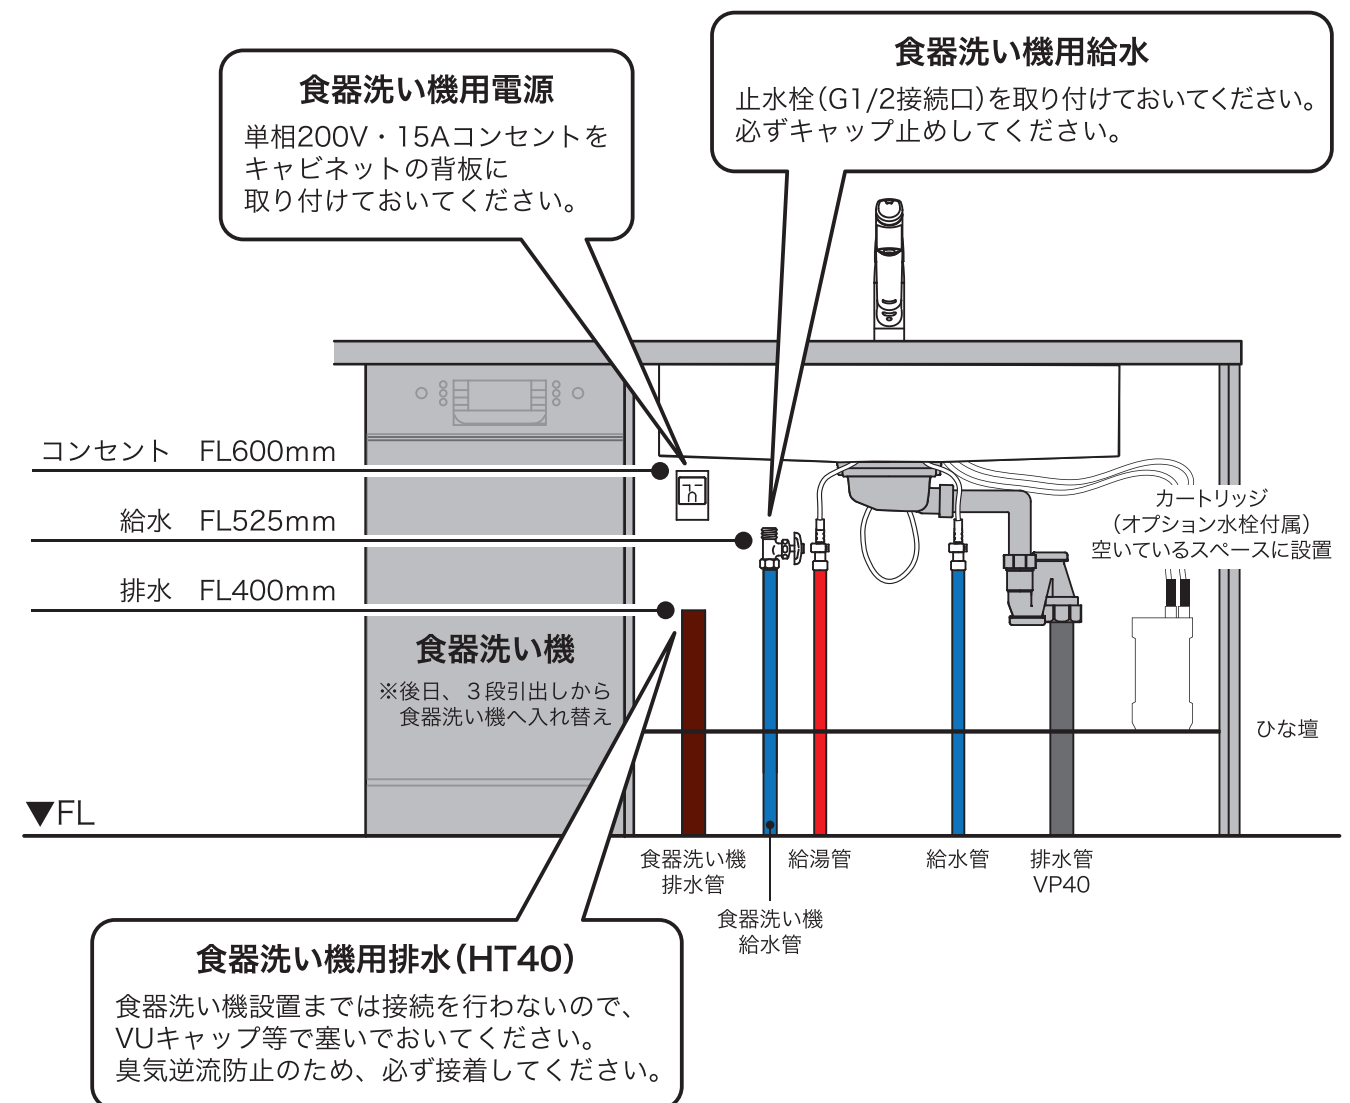 食器洗い機用電源
単相200V・15Aコンセントを
キャビネットの背板に
取り付けておいてください。
食器洗い機用給水
止水栓（G1/2接続口）を取り付けておいてください。
必ずキャップ止めしてください。
コンセント　FL600mm
給水　FL525mm
排水　FL400mm
食器洗い機
※後日、3段引出しから
食器洗い機へ入れ替え
カートリッジ
（オプション水栓付属）
空いているスペースに設置
ひな壇
▼FL
食器洗い機
排水管
食器洗い機
給水管
給湯管
給水管
排水管
VP40
食器洗い機用排水（HT40）
食器洗い機設置までは接続を行わないので、
VUキャップ等で塞いでおいてください。
臭気逆流防止のため、必ず接着してください。